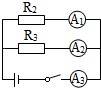 R₂ A₁
R₃ A₂
A₃